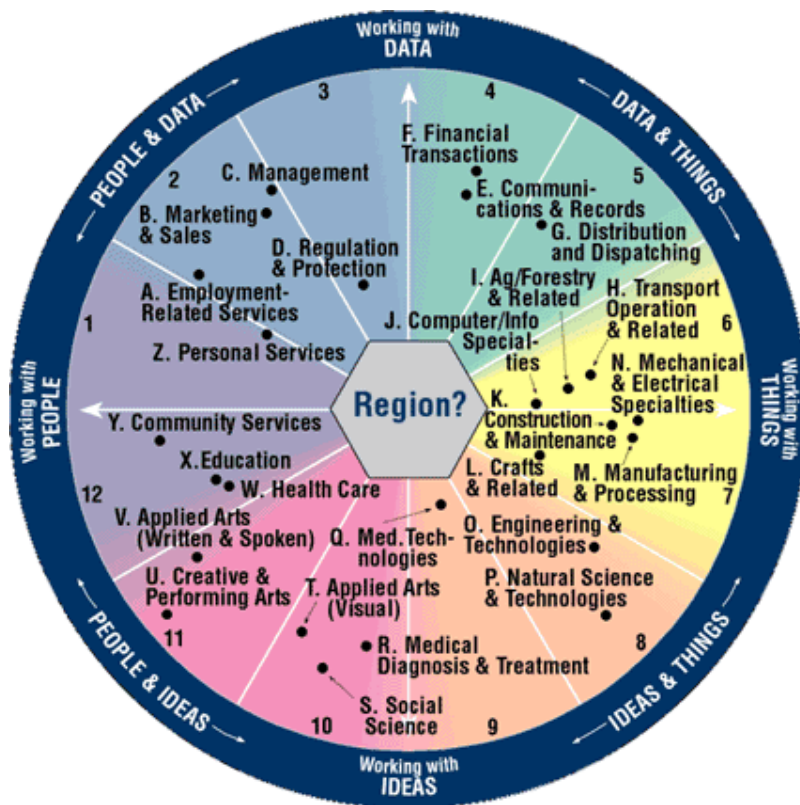 Working with
DATA
PEOPLE & DATA
DATA & THINGS
3
4
2
5
C. Management
B. Marketing
& Sales
D. Regulation
& Protection
A. Employment-
Related Services
Z. Personal Services
1
F. Financial
Transactions
E. Communi-
cations & Records
G. Distribution
and Dispatching
I. Ag/Forestry
& Related
H. Transport
Operation
& Related
6
J. Computer/Info
Special-
ties
N. Mechanical
& Electrical
Specialties
Working with
PEOPLE
Region?
Working with
THINGS
K.
Construction
& Maintenance
L. Crafts
& Related
M. Manufacturing
& Processing
7
Y. Community Services
X.Education
W. Health Care
12
V. Applied Arts
(Written & Spoken)
U. Creative &
Performing Arts
11
Q. Med.Tech-
nologies
O. Engineering &
Technologies
P. Natural Science
& Technologies
8
T. Applied Arts
(Visual)
R. Medical
Diagnosis & Treatment
S. Social
Science
10
9
PEOPLE & IDEAS
IDEAS & THINGS
Working with
IDEAS